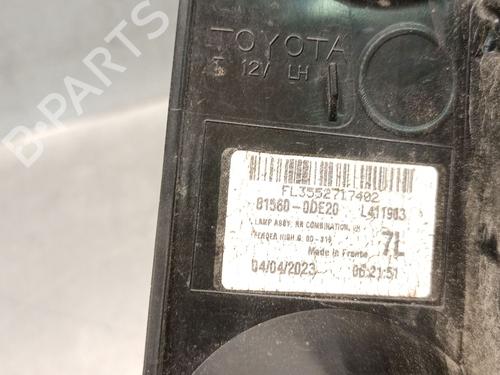 B-PARTS
TOYOTA
12V LH
FL3552717402
81560-0DE20 L411903
LAMP ASSY, RR COMBINATION, LH
Made in France
7L
04/04/2023 06:21:51